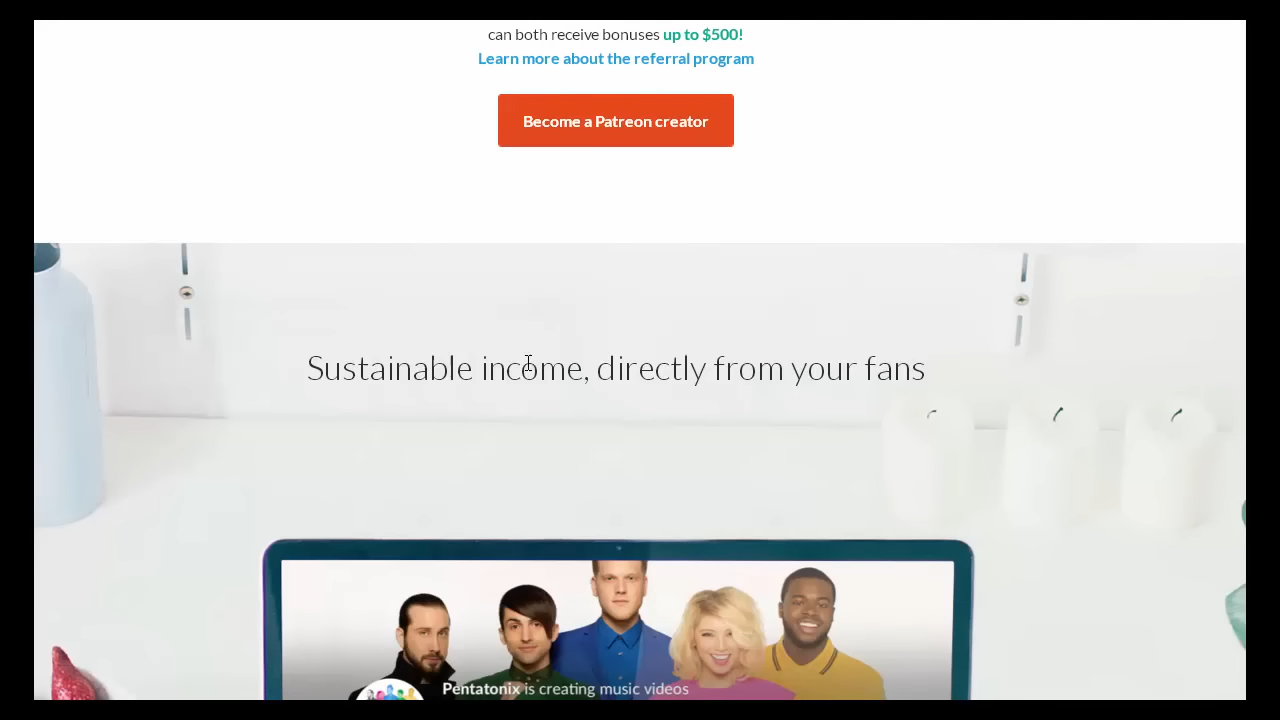 can both receive bonuses up to $500!
Learn more about the referral program
Become a Patreon creator
Sustainable income, directly from your fans
Pentatonix is creating music videos